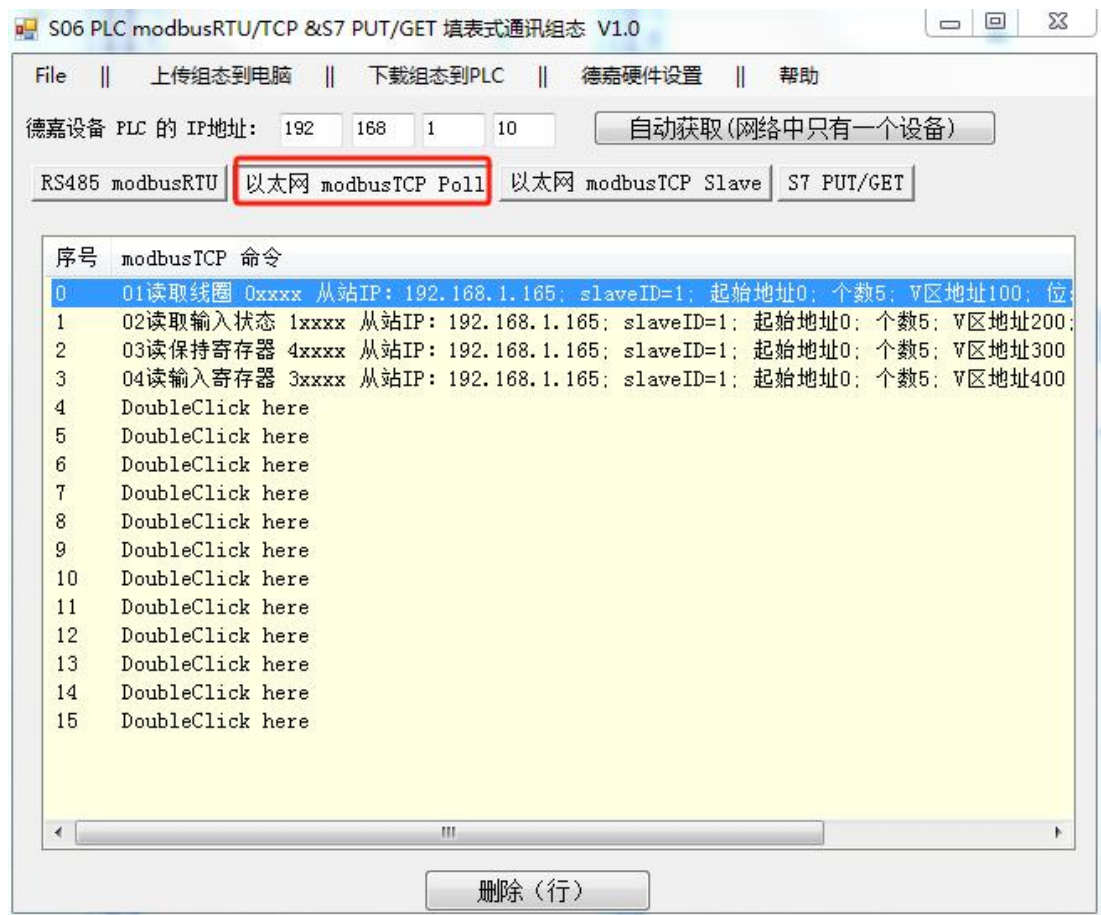 S06 PLC modbusRTU/TCP &S7 PUT/GET 填表式通讯组态 V1.0
File || 上传组态到电脑 || 下载组态到PLC || 德嘉硬件设置 || 帮助
德嘉设备 PLC 的 IP地址: 192 168 1 10 自动获取(网络中只有一个设备)
RS485 modbusRTU 以太网 modbusTCP Poll 以太网 modbusTCP Slave S7 PUT/GET
序号 modbusTCP 命令
0 01读取线圈 0xxxx 从站IP: 192.168.1.165; slaveID=1; 起始地址0; 个数5; V区地址100; 位:
1 02读取输入状态 1xxxx 从站IP: 192.168.1.165; slaveID=1; 起始地址0; 个数5; V区地址200;
2 03读保持寄存器 4xxxx 从站IP: 192.168.1.165; slaveID=1; 起始地址0; 个数5; V区地址300
3 04读输入寄存器 3xxxx 从站IP: 192.168.1.165; slaveID=1; 起始地址0; 个数5; V区地址400
4 DoubleClick here
5 DoubleClick here
6 DoubleClick here
7 DoubleClick here
8 DoubleClick here
9 DoubleClick here
10 DoubleClick here
11 DoubleClick here
12 DoubleClick here
13 DoubleClick here
14 DoubleClick here
15 DoubleClick here
删除（行）